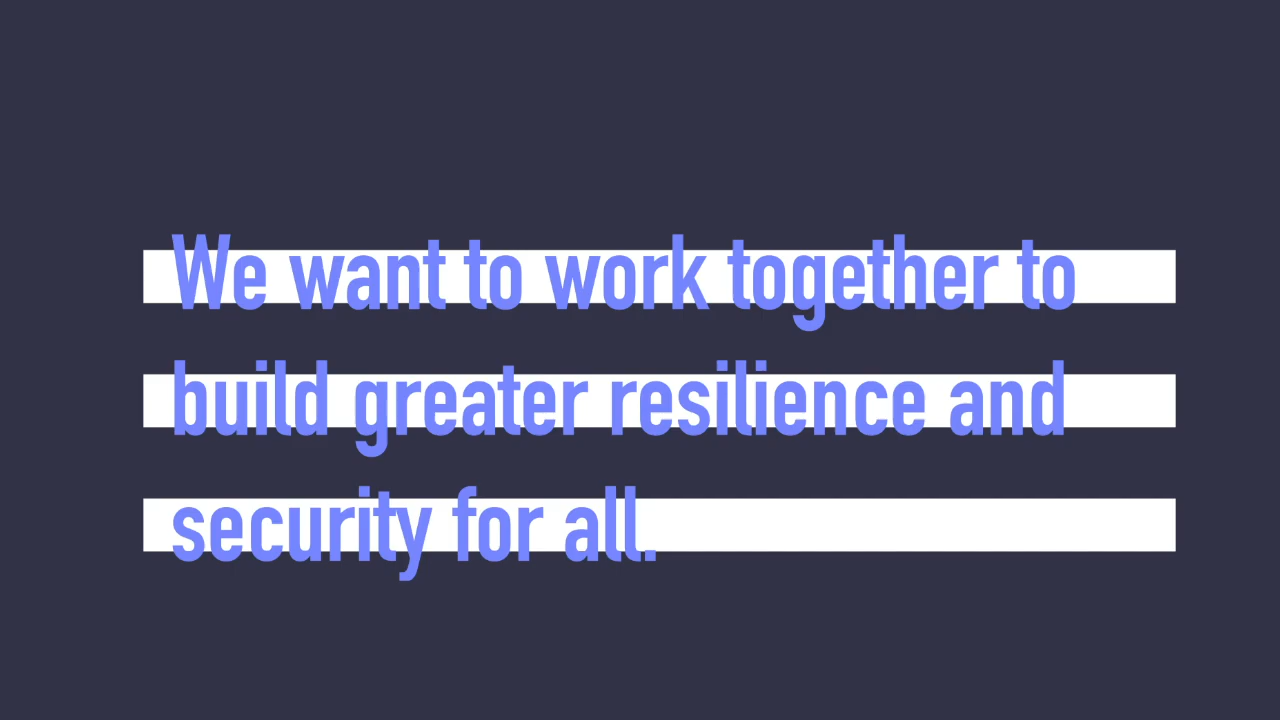 We want to work together to
build greater resilience and
security for all.